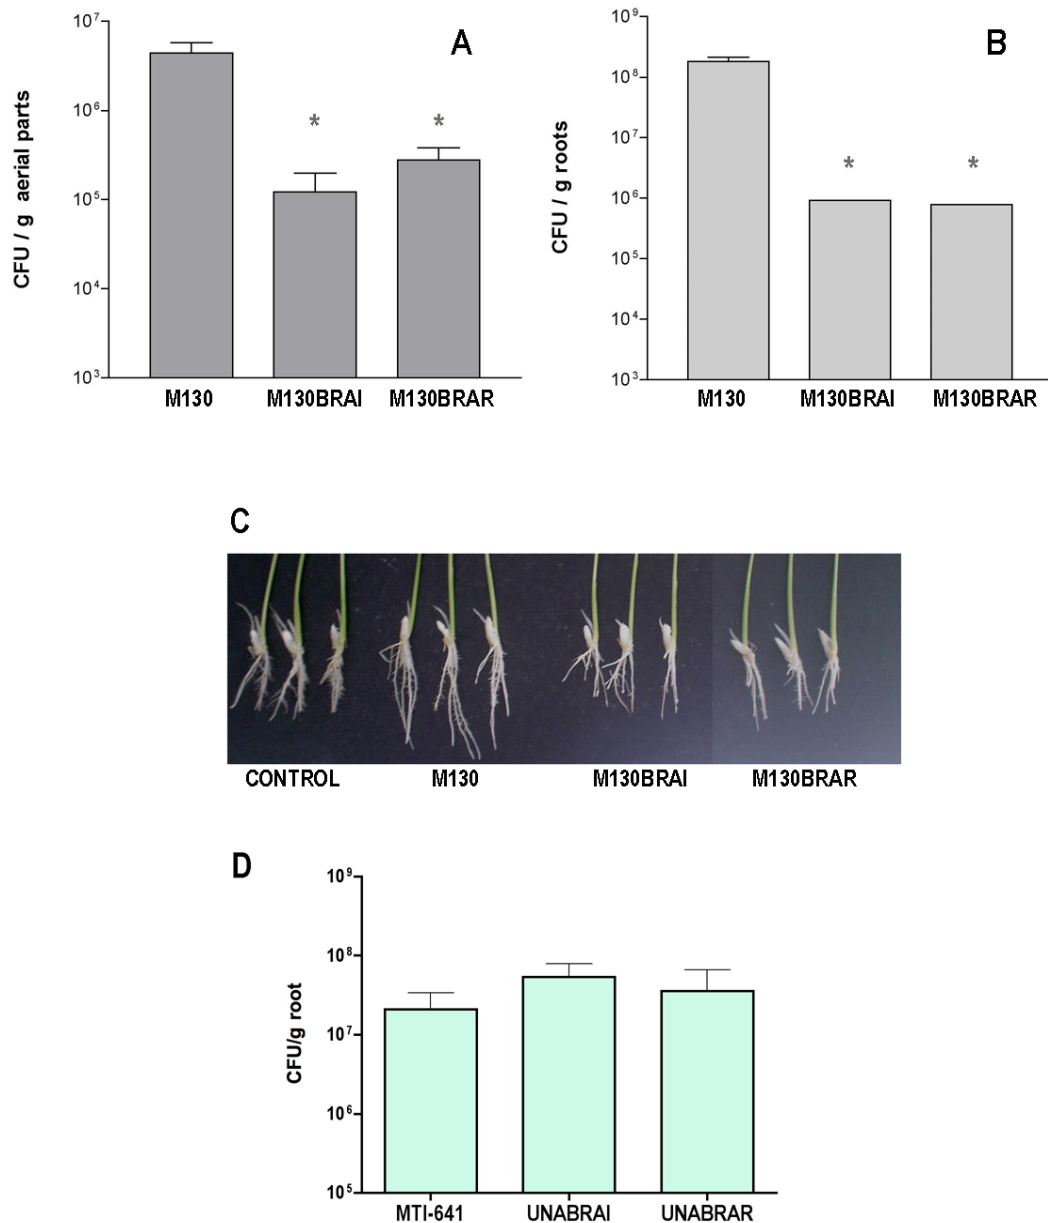 A
CFU / g aerial parts
10⁷
10⁶
*
*
10⁵
10⁴
10³
M130
M130BRAI
M130BRAR
B
CFU / g roots
10⁹
10⁸
10⁷
*
*
10⁶
10⁵
10⁴
10³
M130
M130BRAI
M130BRAR
C
CONTROL
M130
M130BRAI
M130BRAR
D
CFU/g root
10⁹
10⁸
10⁷
10⁶
10⁵
MTI-641
UNABRAI
UNABRAR